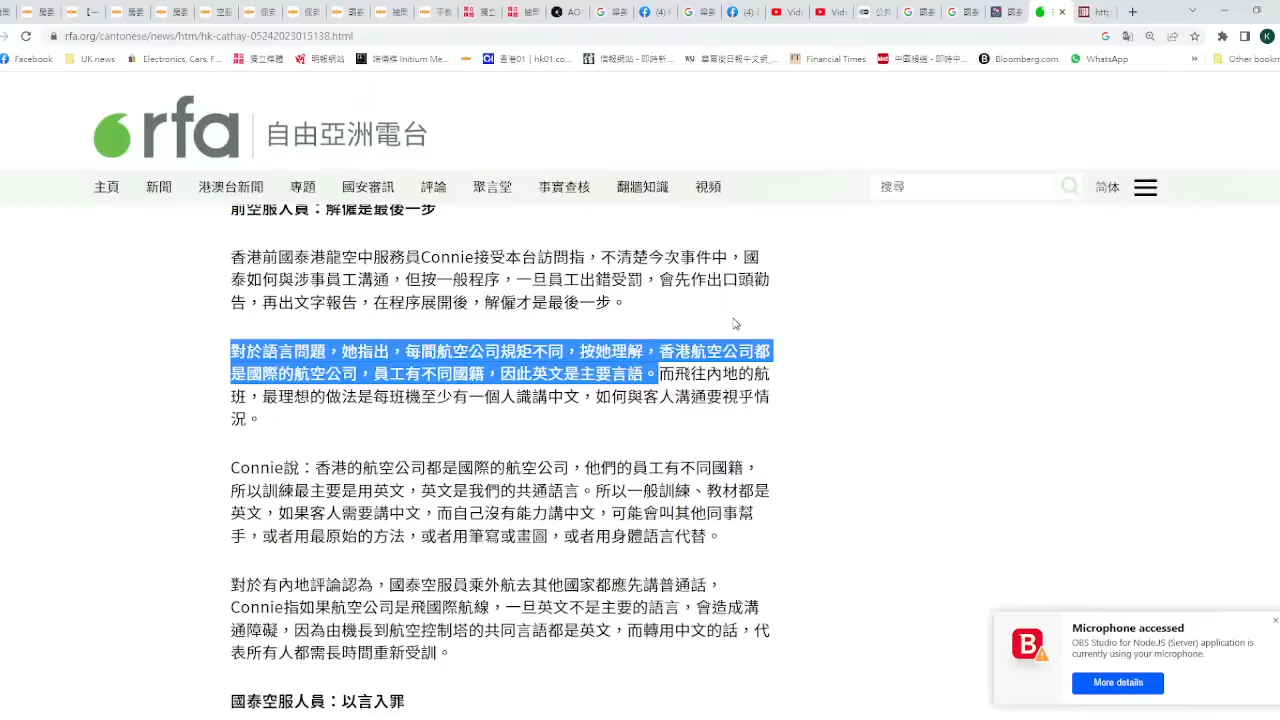 rfa.org/cantonese/news/htm/hk-cathay-05242023015138.html
Facebook UK news Electronics, Cars, F... 獨立媒體 明報網站 端傳媒 Initium Me... 香港01 | hk01.co... 信報網站 - 即時新... 華爾街日報中文網_... Financial Times 中國頻道 - 即時中... Bloomberg.com WhatsApp » Other bookm
rfa 自由亞洲電台
主頁 新聞 港澳台新聞 專題 國安審訊 評論 聚言堂 事實查核 翻牆知識 視頻 搜尋 简体
前空服人員：解僱是最後一步
香港前國泰港龍空中服務員Connie接受本台訪問指，不清楚今次事件中，國
泰如何與涉事員工溝通，但按一般程序，一旦員工出錯受罰，會先作出口頭勸
告，再出文字報告，在程序展開後，解僱才是最後一步。
對於語言問題，她指出，每間航空公司規矩不同，按她理解，香港航空公司都
是國際的航空公司，員工有不同國籍，因此英文是主要言語。而飛往內地的航
班，最理想的做法是每班機至少有一個人識講中文，如何與客人溝通要視乎情
況。
Connie說：香港的航空公司都是國際的航空公司，他們的員工有不同國籍，
所以訓練最主要是用英文，英文是我們的共通語言。所以一般訓練、教材都是
英文，如果客人需要講中文，而自己沒有能力講中文，可能會叫其他同事幫
手，或者用最原始的方法，或者用筆寫或畫圖，或者用身體語言代替。
對於有內地評論認為，國泰空服員乘外航去其他國家都應先講普通話，
Connie指如果航空公司是飛國際航線，一旦英文不是主要的語言，會造成溝
通障礙，因為由機長到航空控制塔的共同言語都是英文，而轉用中文的話，代
表所有人都需長時間重新受訓。
國泰空服人員：以言入罪
Microphone accessed
OBS Studio for NodeJS (Server) application is
currently using your microphone.
More details